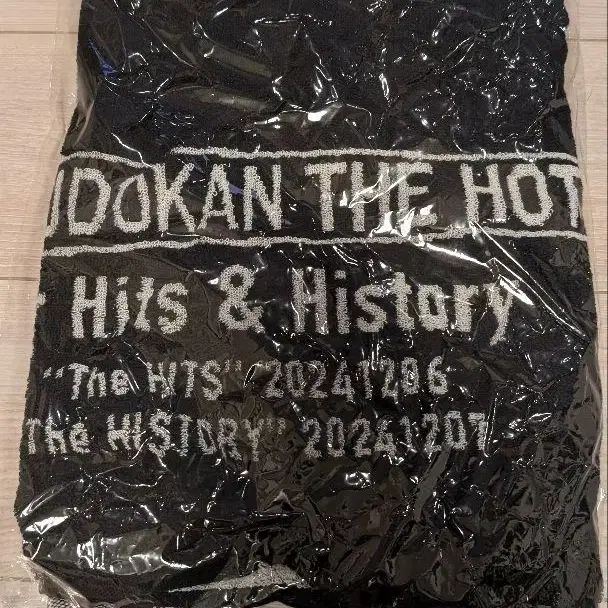 UDOKAN THE HOT
- Hits & History
"The HITS" 20241206
The HISTORY" 20241207